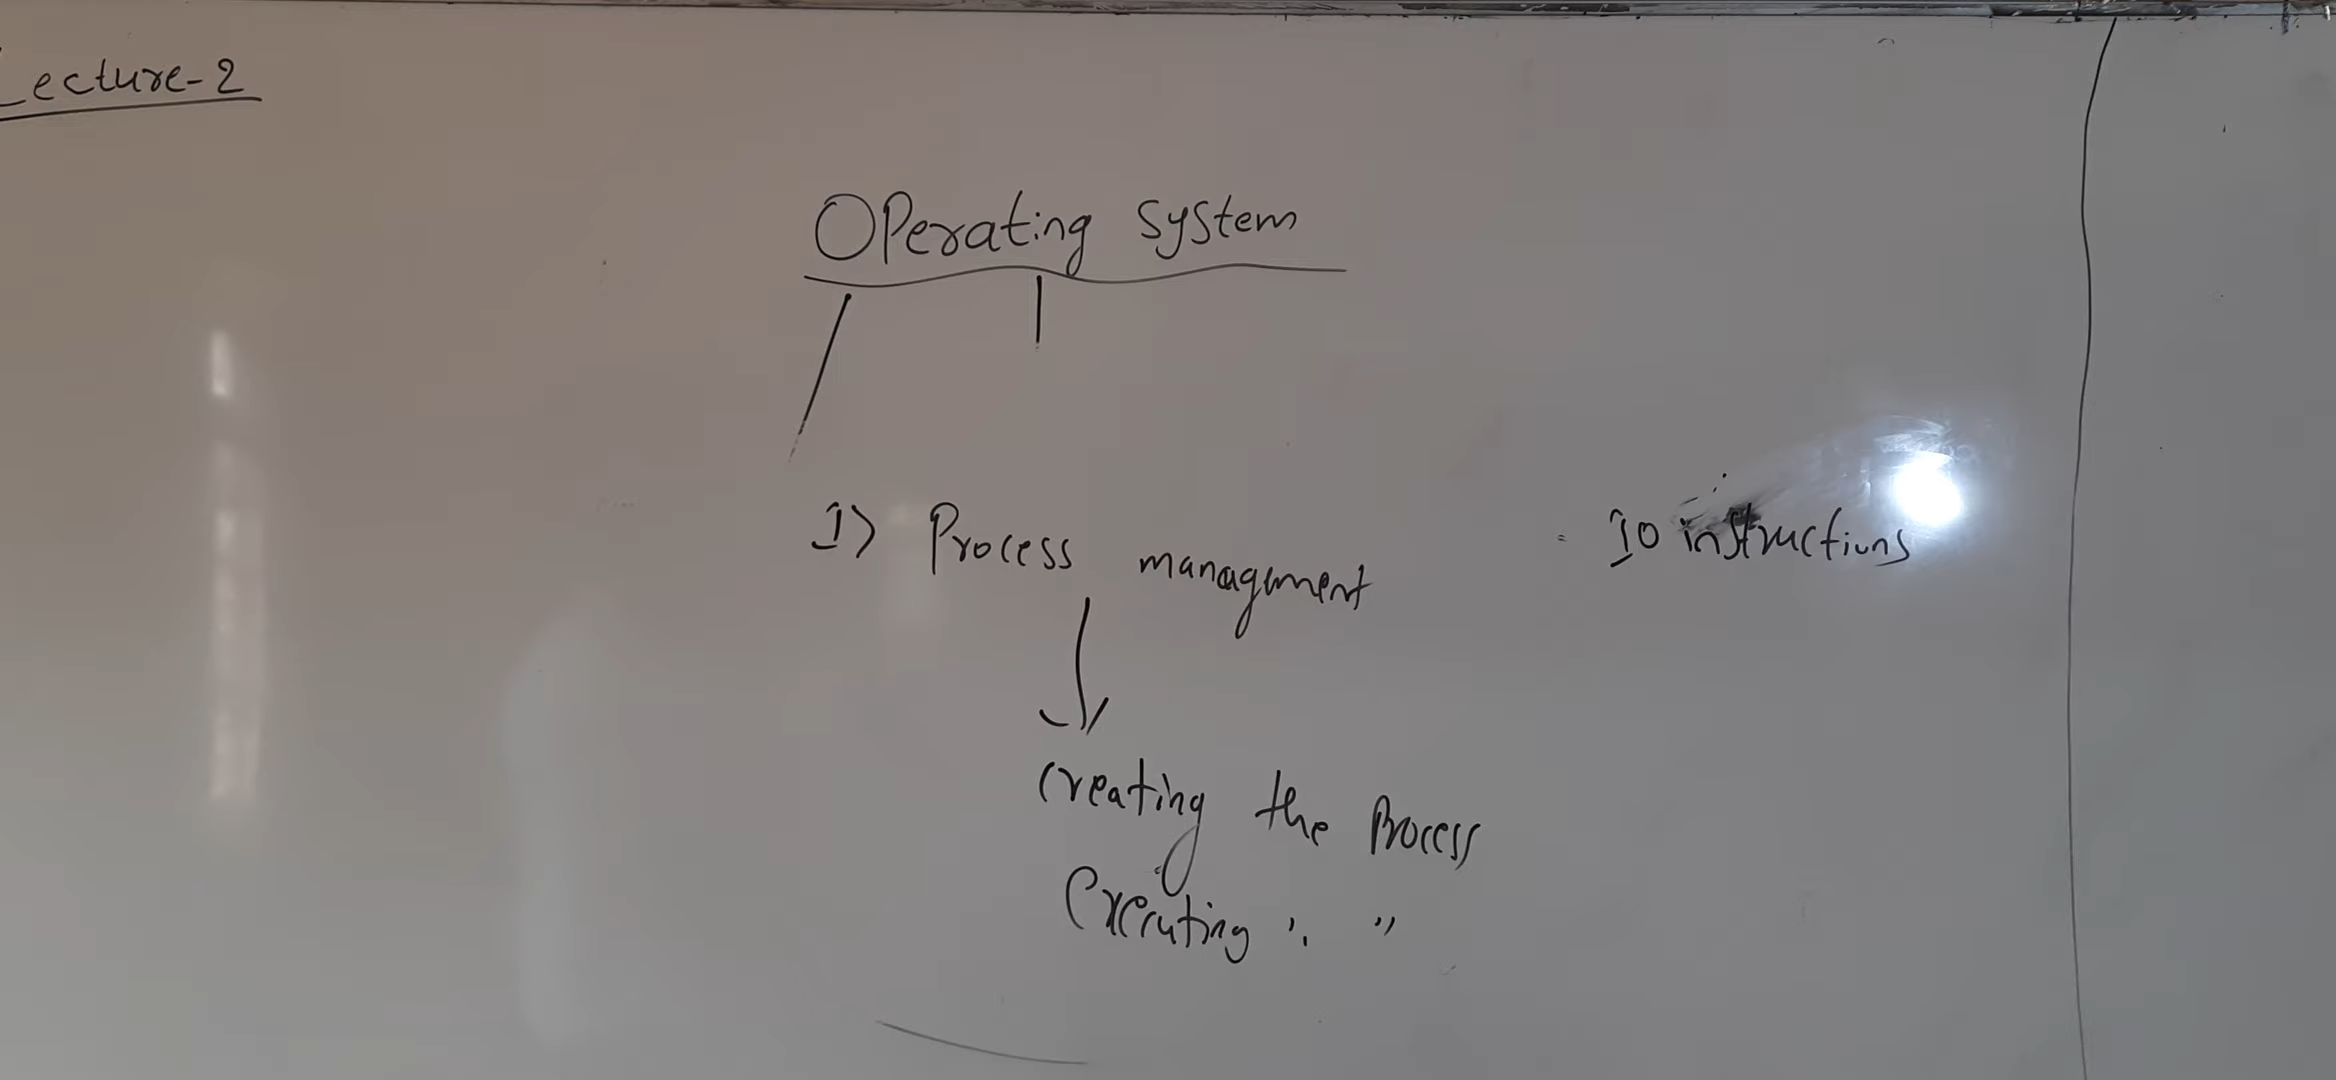 Lecture-2
Operating System
1) Process management
10 instructions
Creating the Process
Executing " "